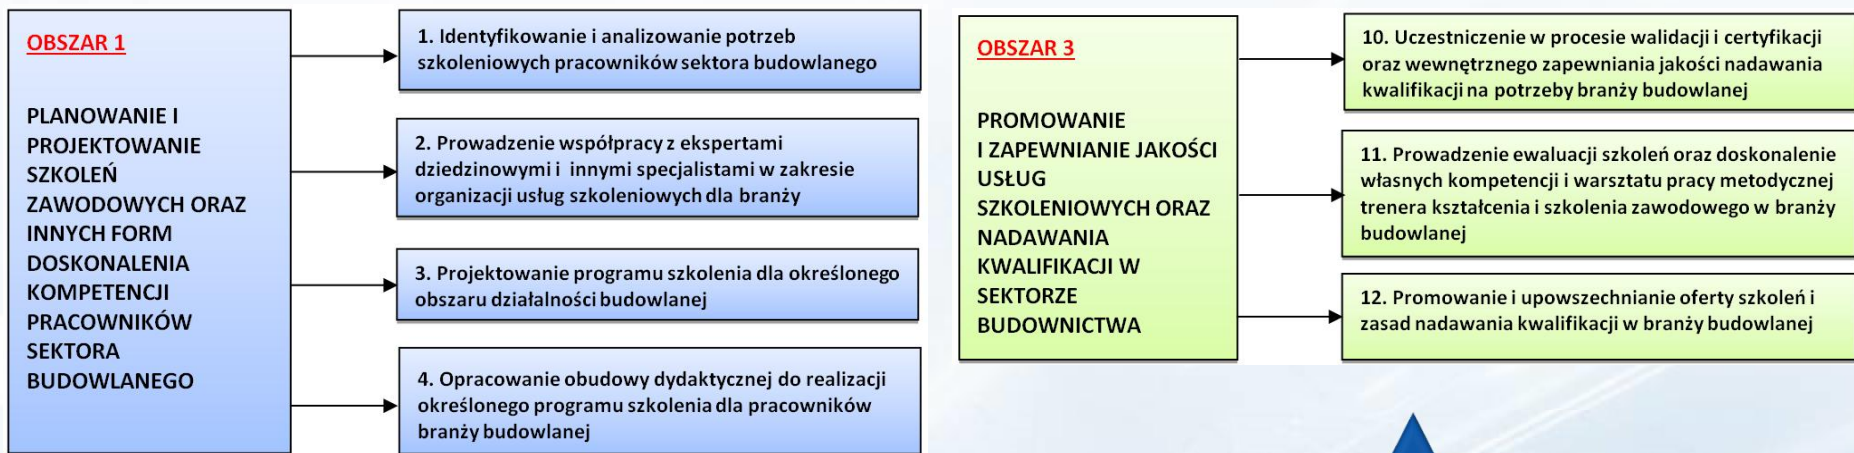 OBSZAR 1
PLANOWANIE I
PROJEKTOWANIE
SZKOLEŃ
ZAWODOWYCH ORAZ
INNYCH FORM
DOSKONALENIA
KOMPETENCJI
PRACOWNIKÓW
SEKTORA
BUDOWLANEGO
1. Identyfikowanie i analizowanie potrzeb
szkoleniowych pracowników sektora budowlanego
2. Prowadzenie współpracy z ekspertami
dziedzinowymi i innymi specjalistami w zakresie
organizacji usług szkoleniowych dla branży
3. Projektowanie programu szkolenia dla określonego
obszaru działalności budowlanej
4. Opracowanie obudowy dydaktycznej do realizacji
określonego programu szkolenia dla pracowników
branży budowlanej
OBSZAR 3
PROMOWANIE
I ZAPEWNIANIE JAKOŚCI
USŁUG
SZKOLENIOWYCH ORAZ
NADAWANIA
KWALIFIKACJI W
SEKTORZE
BUDOWNICTWA
10. Uczestniczenie w procesie walidacji i certyfikacji
oraz wewnętrznego zapewniania jakości nadawania
kwalifikacji na potrzeby branży budowlanej
11. Prowadzenie ewaluacji szkoleń oraz doskonalenie
własnych kompetencji i warsztatu pracy metodycznej
trenera kształcenia i szkolenia zawodowego w branży
budowlanej
12. Promowanie i upowszechnianie oferty szkoleń i
zasad nadawania kwalifikacji w branży budowlanej